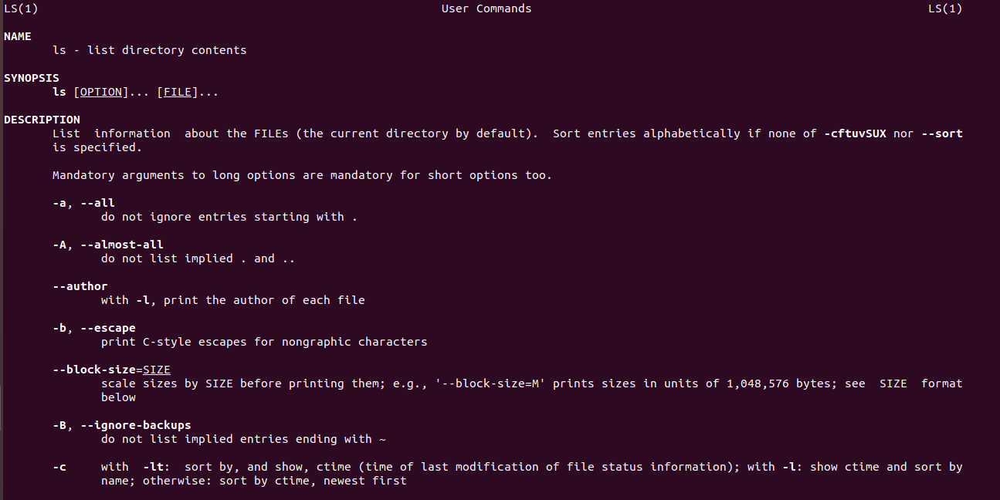 LS(1) User Commands LS(1)
NAME
ls - list directory contents
SYNOPSIS
ls [OPTION]... [FILE]...
DESCRIPTION
List information about the FILEs (the current directory by default). Sort entries alphabetically if none of -cftuvSUX nor --sort
is specified.
Mandatory arguments to long options are mandatory for short options too.
-a, --all
do not ignore entries starting with .
-A, --almost-all
do not list implied . and ..
--author
with -l, print the author of each file
-b, --escape
print C-style escapes for nongraphic characters
--block-size=SIZE
scale sizes by SIZE before printing them; e.g., '--block-size=M' prints sizes in units of 1,048,576 bytes; see SIZE format
below
-B, --ignore-backups
do not list implied entries ending with ~
-c with -lt: sort by, and show, ctime (time of last modification of file status information); with -l: show ctime and sort by
name; otherwise: sort by ctime, newest first